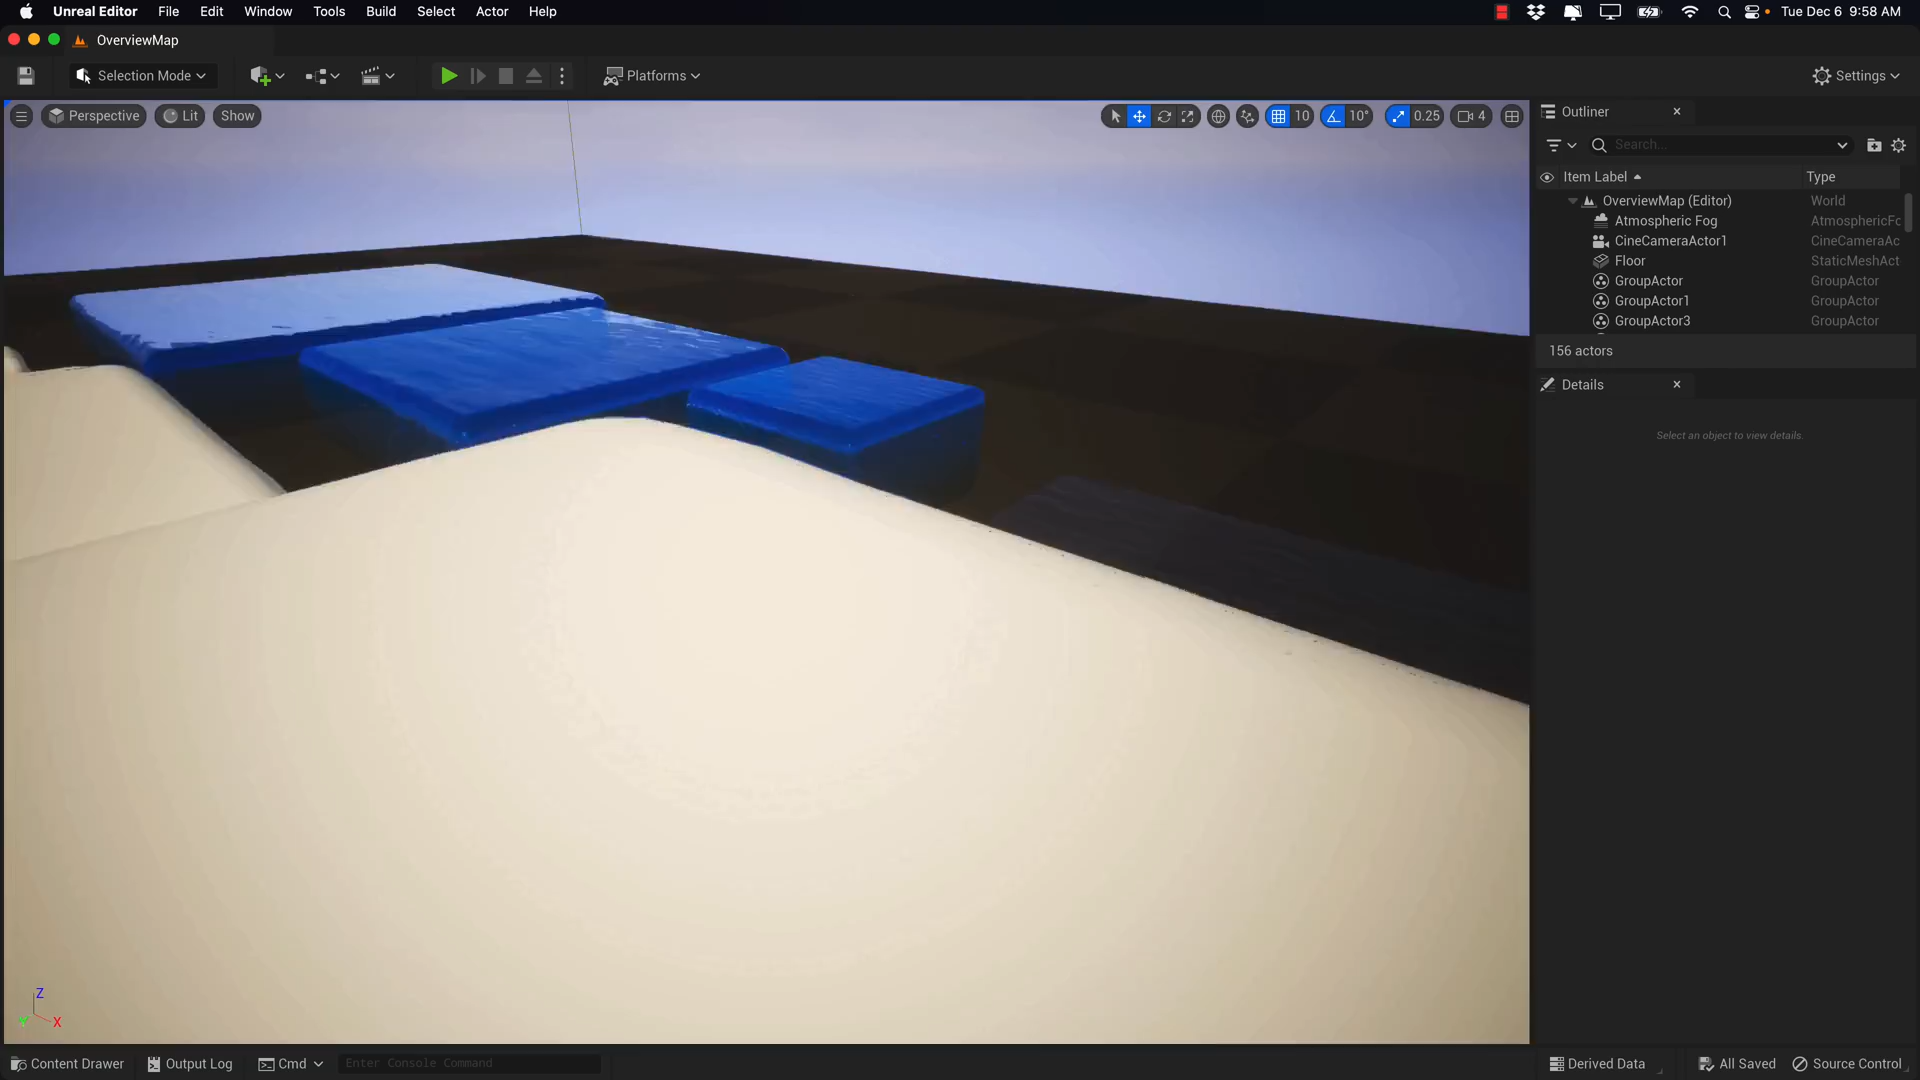 Unreal Editor File Edit Window Tools Build Select Actor Help Tue Dec 6 9:58 AM
OverviewMap
Selection Mode Platforms Settings
Perspective Lit Show 10 10° 0.25 4
Outliner
Search...
Item Label Type
OverviewMap (Editor) World
Atmospheric Fog AtmosphericFo
CineCameraActor1 CineCameraAc
Floor StaticMeshAct
GroupActor GroupActor
GroupActor1 GroupActor
GroupActor3 GroupActor
156 actors
Details
Select an object to view details.
Z
Y X
Content Drawer Output Log Cmd Enter Console Command Derived Data All Saved Source Control